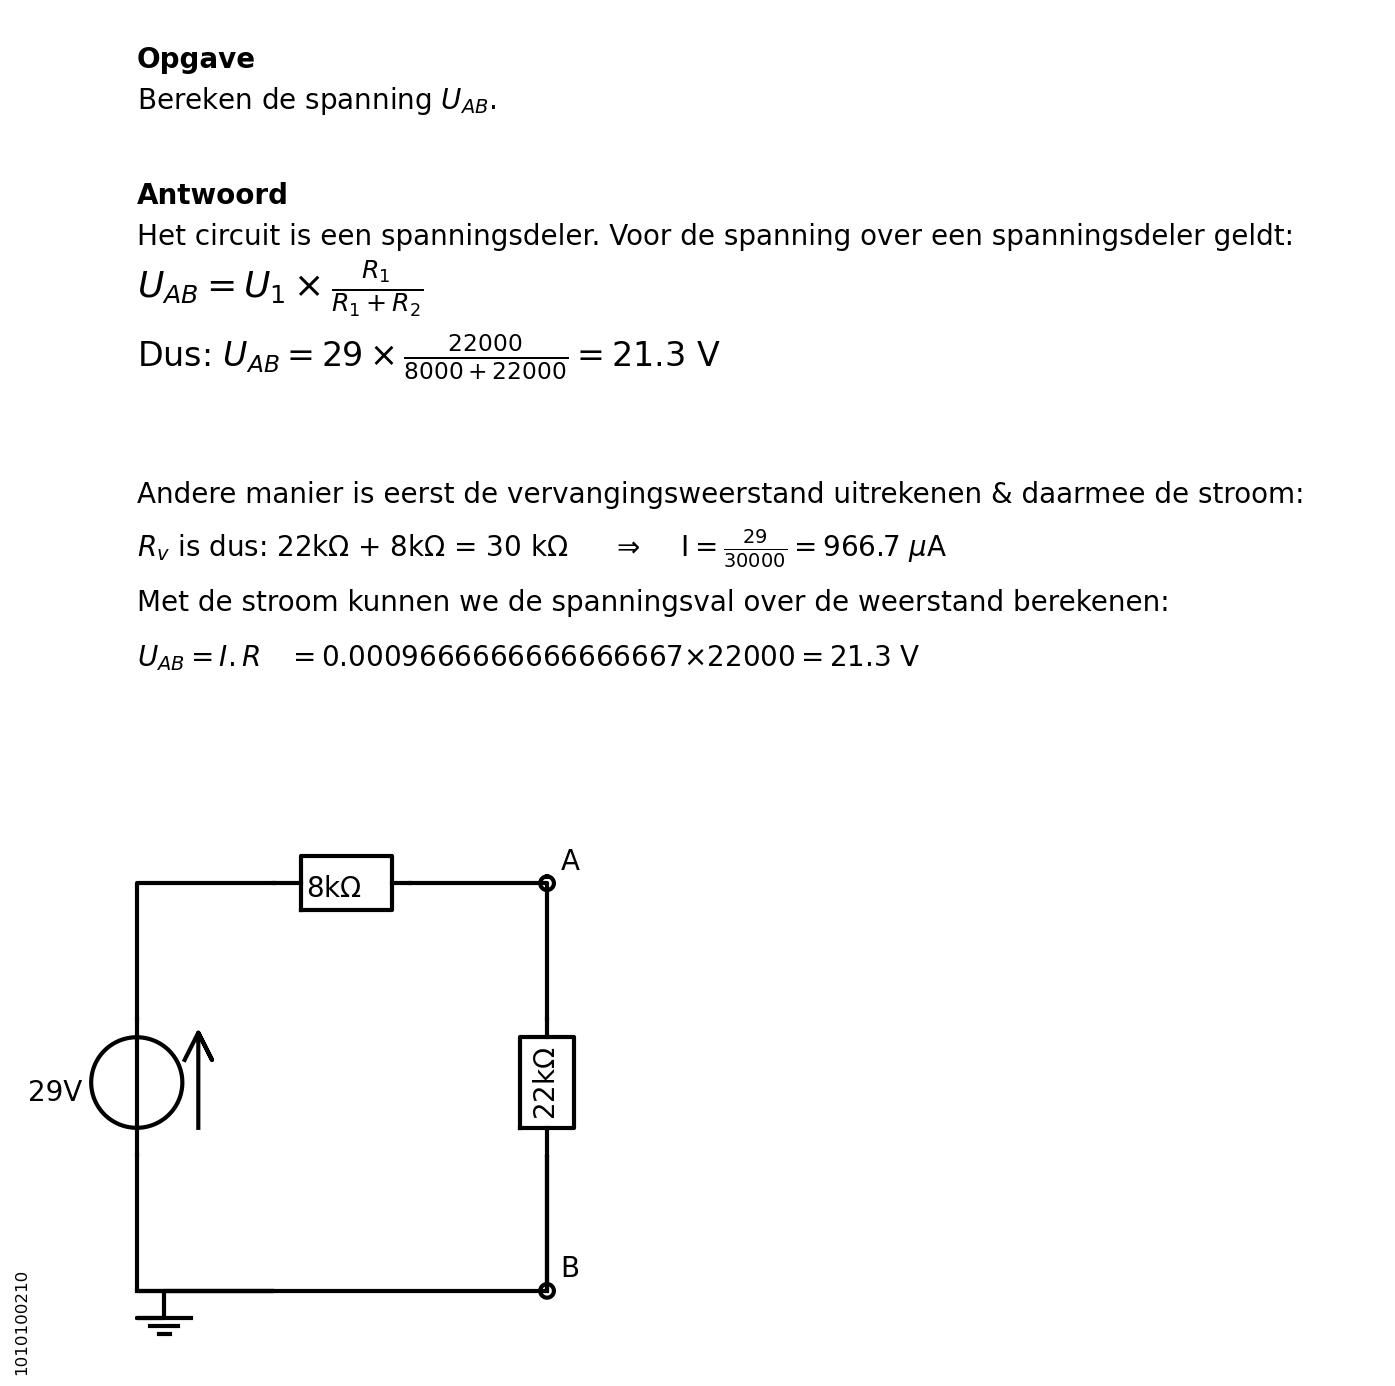 Opgave
Bereken de spanning $U_{AB}$.
Antwoord
Het circuit is een spanningsdeler. Voor de spanning over een spanningsdeler geldt:
$U_{AB} = U_1 \times \frac{R_1}{R_1 + R_2}$
Dus: $U_{AB} = 29 \times \frac{22000}{8000 + 22000} = 21.3$ V
Andere manier is eerst de vervangingsweerstand uitrekenen & daarmee de stroom:
$R_v$ is dus: 22kΩ + 8kΩ = 30 kΩ ⇒ I $= \frac{29}{30000} = 966.7$ $\mu$A
Met de stroom kunnen we de spanningsval over de weerstand berekenen:
$U_{AB} = I.R$ $= 0.0009666666666666667 \times 22000 = 21.3$ V
A
8kΩ
29V
22kΩ
B
1010100210